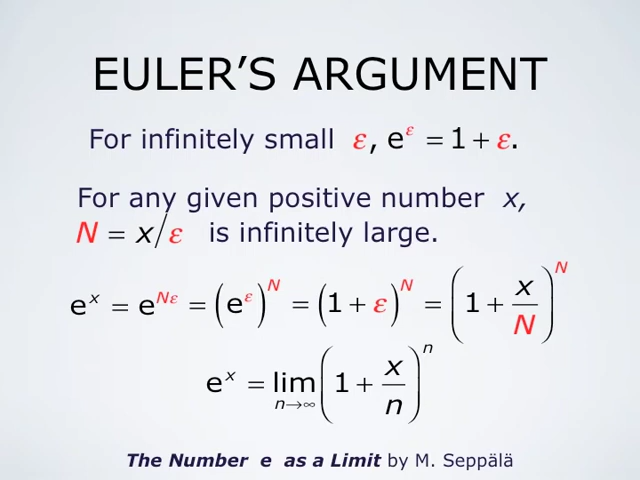 EULER'S ARGUMENT
For infinitely small ε, e^ε = 1 + ε.
For any given positive number x,
N = x/ε is infinitely large.
e^x = e^{Nε} = (e^ε)^N = (1 + ε)^N = (1 + x/N)^N
e^x = lim_{n→∞} (1 + x/n)^n
The Number e as a Limit by M. Seppälä